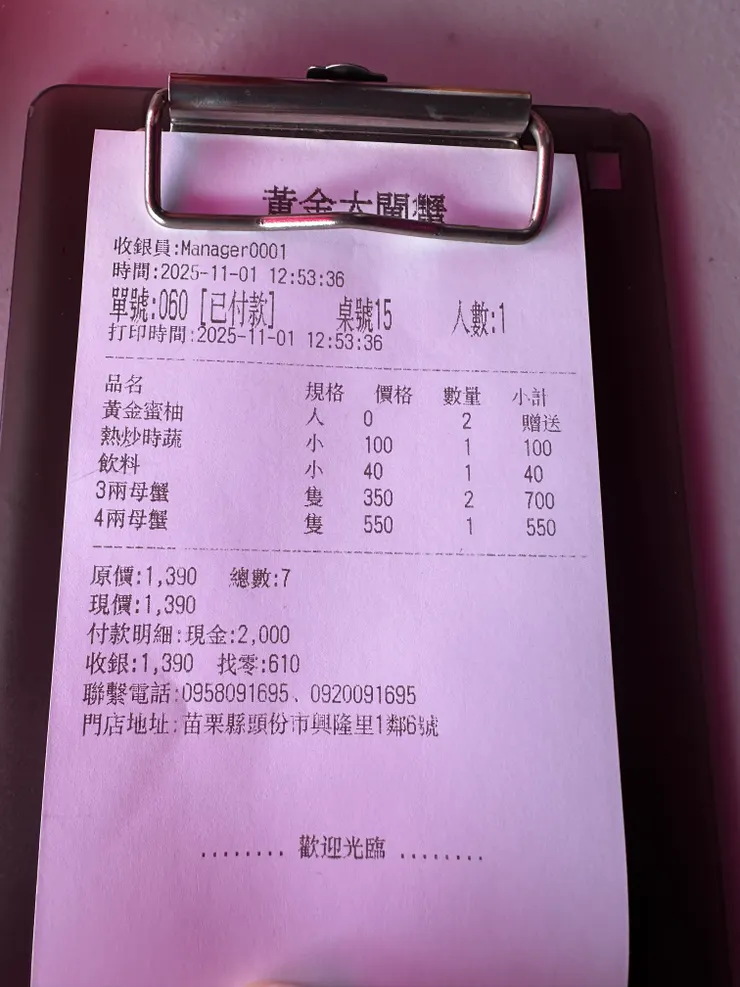 黃金大閘蟹
收銀員:Manager0001
時間:2025-11-01 12:53:36
單號:060 [已付款] 桌號15 人數:1
打印時間:2025-11-01 12:53:36
品名 規格 價格 數量 小計
黃金蜜柚 人 0 2 贈送
熱炒時蔬 小 100 1 100
飲料 小 40 1 40
3兩母蟹 隻 350 2 700
4兩母蟹 隻 550 1 550
原價:1,390 總數:7
現價:1,390
付款明細:現金:2,000
收銀:1,390 找零:610
聯繫電話:0958091695、0920091695
門店地址:苗栗縣頭份市興隆里1鄰6號
........ 歡迎光臨 ........